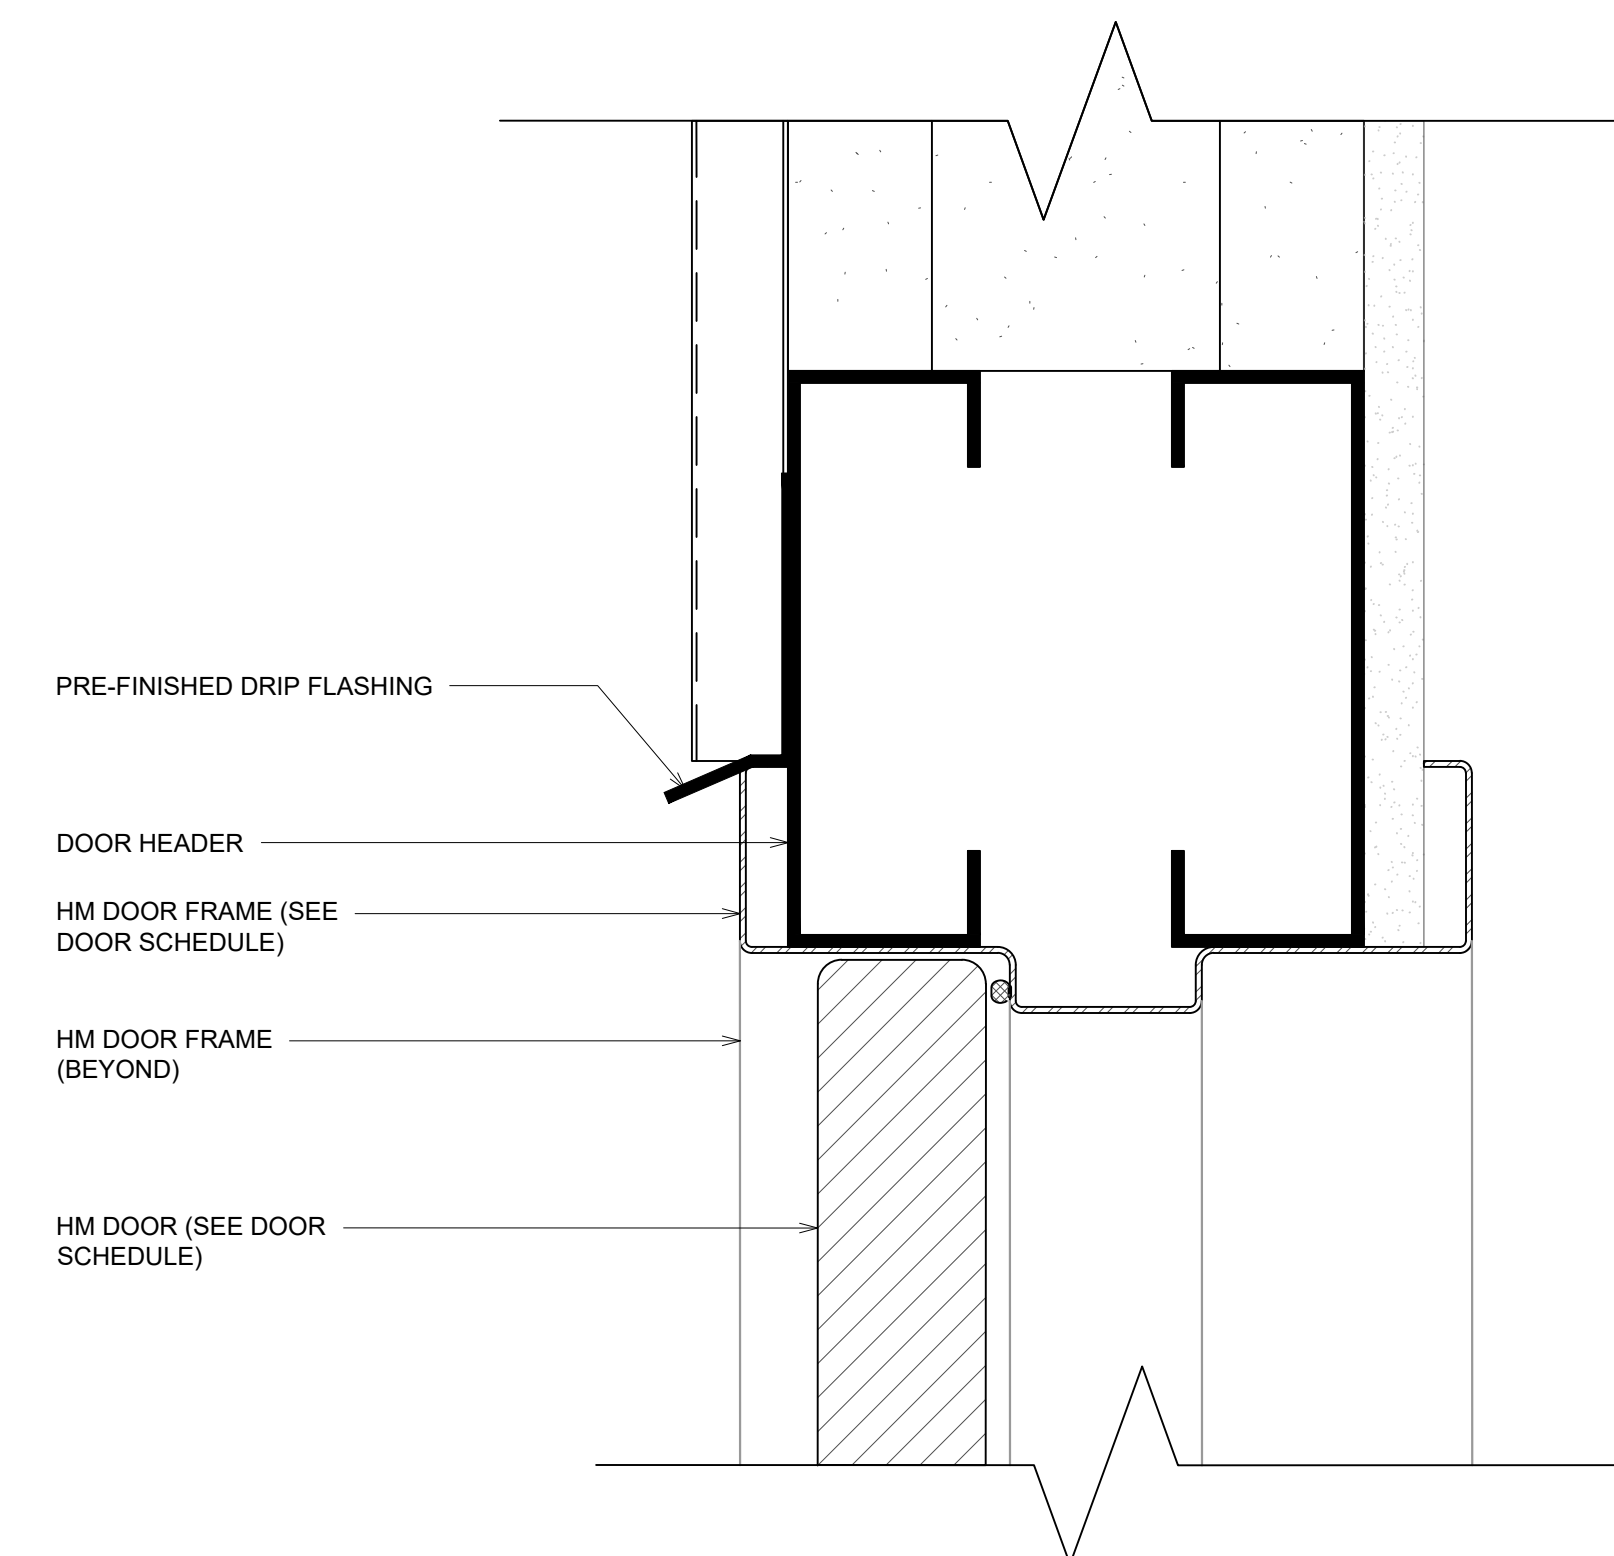 PRE-FINISHED DRIP FLASHING
DOOR HEADER
HM DOOR FRAME (SEE
DOOR SCHEDULE)
HM DOOR FRAME
(BEYOND)
HM DOOR (SEE DOOR
SCHEDULE)